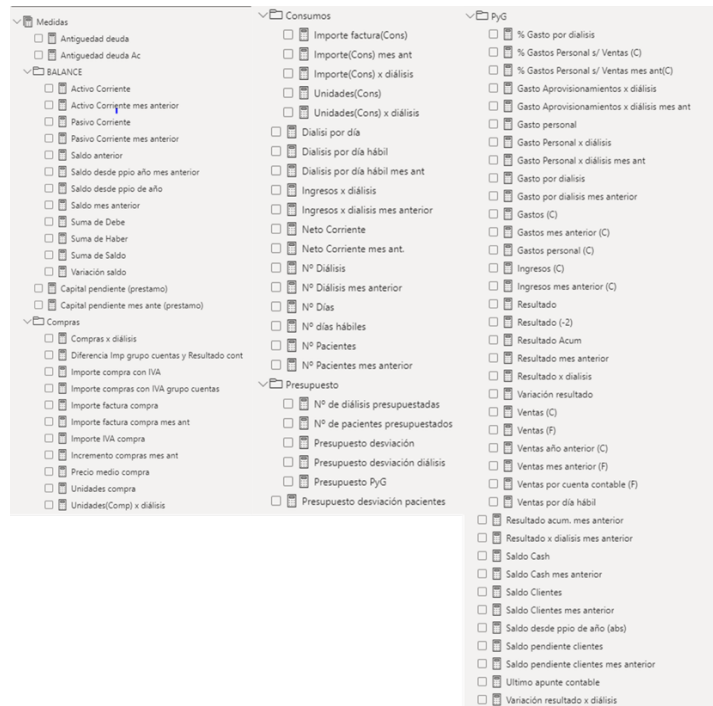 Medidas
Antiguedad deuda
Antiguedad deuda Ac
BALANCE
Activo Corriente
Activo Corriente mes anterior
Pasivo Corriente
Pasivo Corriente mes anterior
Saldo anterior
Saldo desde ppio año mes anterior
Saldo desde ppio de año
Saldo mes anterior
Suma de Debe
Suma de Haber
Suma de Saldo
Variación saldo
Capital pendiente (prestamo)
Capital pendiente mes ante (prestamo)
Compras
Compras x diálisis
Diferencia Imp grupo cuentas y Resultado cont
Importe compra con IVA
Importe compras con IVA grupo cuentas
Importe factura compra
Importe factura compra mes ant
Importe IVA compra
Incremento compras mes ant
Precio medio compra
Unidades compra
Unidades(Comp) x diálisis
Consumos
Importe factura(Cons)
Importe(Cons) mes ant
Importe(Cons) x diálisis
Unidades(Cons)
Unidades(Cons) x diálisis
Dialisi por día
Dialisis por día hábil
Dialisis por día hábil mes ant
Ingresos x diálisis
Ingresos x dialisis mes anterior
Neto Corriente
Neto Corriente mes ant.
Nº Diálisis
Nº Diálisis mes anterior
Nº Días
Nº días hábiles
Nº Pacientes
Nº Pacientes mes anterior
Presupuesto
Nº de diálisis presupuestadas
Nº de pacientes presupuestados
Presupuesto desviación
Presupuesto desviación diálisis
Presupuesto PyG
Presupuesto desviación pacientes
PyG
% Gasto por dialisis
% Gastos Personal s/ Ventas (C)
% Gastos Personal s/ Ventas mes ant(C)
Gasto Aprovisionamientos x diálisis
Gasto Aprovisionamientos x diálisis mes ant
Gasto personal
Gasto Personal x diálisis
Gasto Personal x diálisis mes ant
Gasto por dialisis
Gasto por dialisis mes anterior
Gastos (C)
Gastos mes anterior (C)
Gastos personal (C)
Ingresos (C)
Ingresos mes anterior (C)
Resultado
Resultado (-2)
Resultado Acum
Resultado mes anterior
Resultado x dialisis
Variación resultado
Ventas (C)
Ventas (F)
Ventas año anterior (C)
Ventas mes anterior (F)
Ventas por cuenta contable (F)
Ventas por día hábil
Resultado acum. mes anterior
Resultado x dialisis mes anterior
Saldo Cash
Saldo Cash mes anterior
Saldo Clientes
Saldo Clientes mes anterior
Saldo desde ppio de año (abs)
Saldo pendiente clientes
Saldo pendiente clientes mes anterior
Ultimo apunte contable
Variación resultado x diálisis